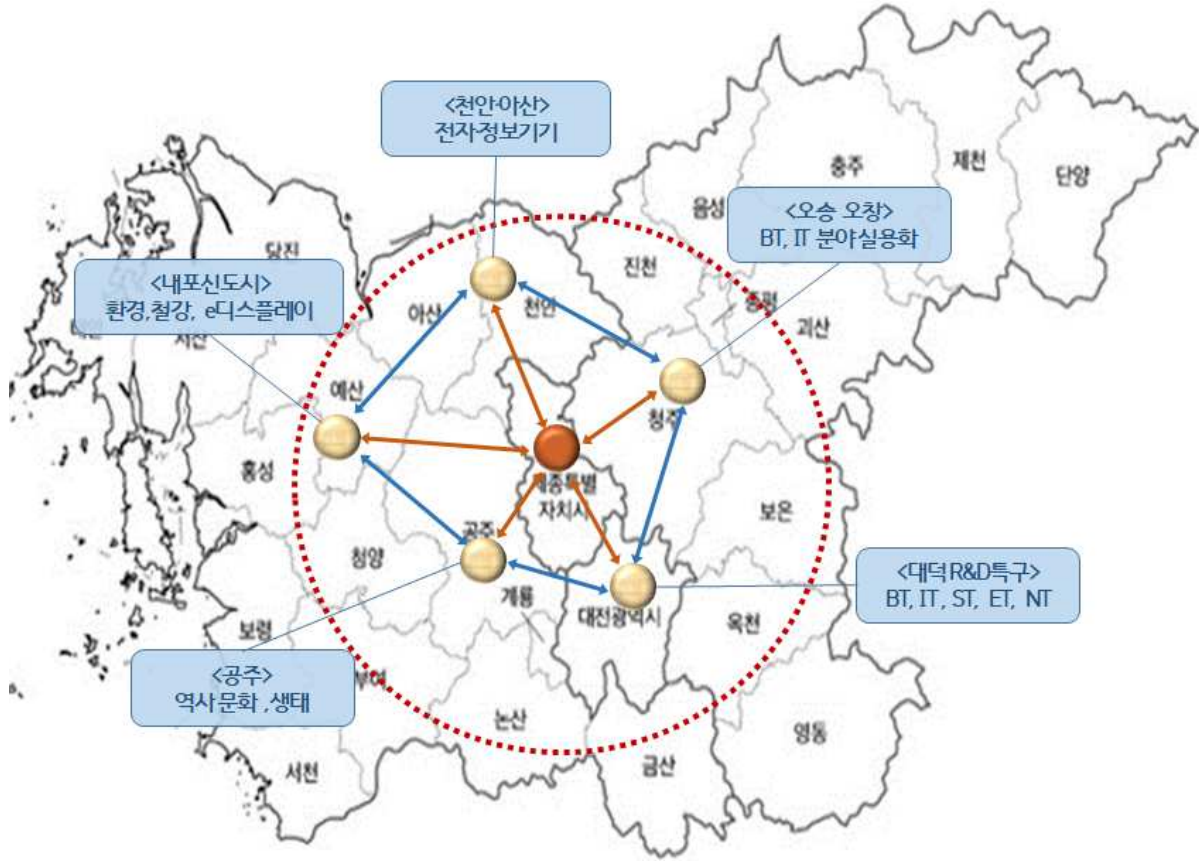 <천안·아산>
전자·정보기기
충주
제천
단양
음성
<오송 오창>
BT, IT 분야실용화
당진
진천
<내포신도시>
환경,철강, e디스플레이
아산
천안
증평
괴산
서산
예산
청주
홍성
세종특별
자치시
보은
공주
청양
<대덕R&D특구>
BT, IT, ST, ET, NT
계룡
대전광역시
옥천
보령
<공주>
역사 문화 ,생태
부여
논산
영동
서천
금산